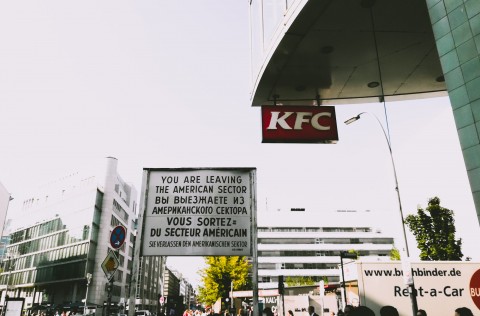 KFC
YOU ARE LEAVING
THE AMERICAN SECTOR
ВЫ ВЫЕЗЖАЕТЕ ИЗ
АМЕРИКАНСКОГО СЕКТОРА
VOUS SORTEZ
DU SECTEUR AMÉRICAIN
SIE VERLASSEN DEN AMERIKANISCHEN SEKTOR
www.buchbinder.de
Rent-a-Car